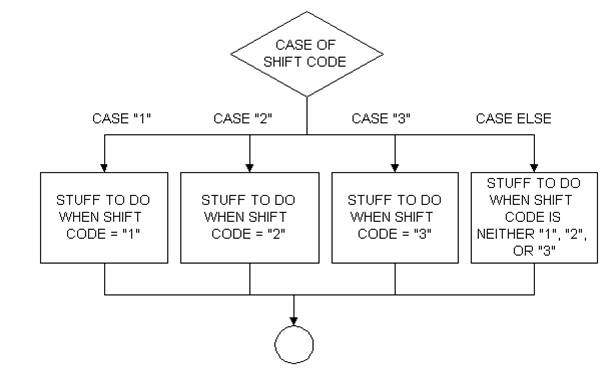 CASE OF
SHIFT CODE
CASE "1"
CASE "2"
CASE "3"
CASE ELSE
STUFF TO DO
WHEN SHIFT
CODE = "1"
STUFF TO DO
WHEN SHIFT
CODE = "2"
STUFF TO DO
WHEN SHIFT
CODE = "3"
STUFF TO DO
WHEN SHIFT
CODE IS
NEITHER "1", "2",
OR "3"